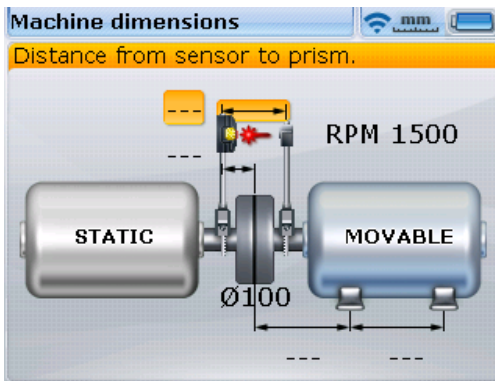 Machine dimensions
mm
Distance from sensor to prism.
---
RPM 1500
---
STATIC
MOVABLE
Ø100
--- ---